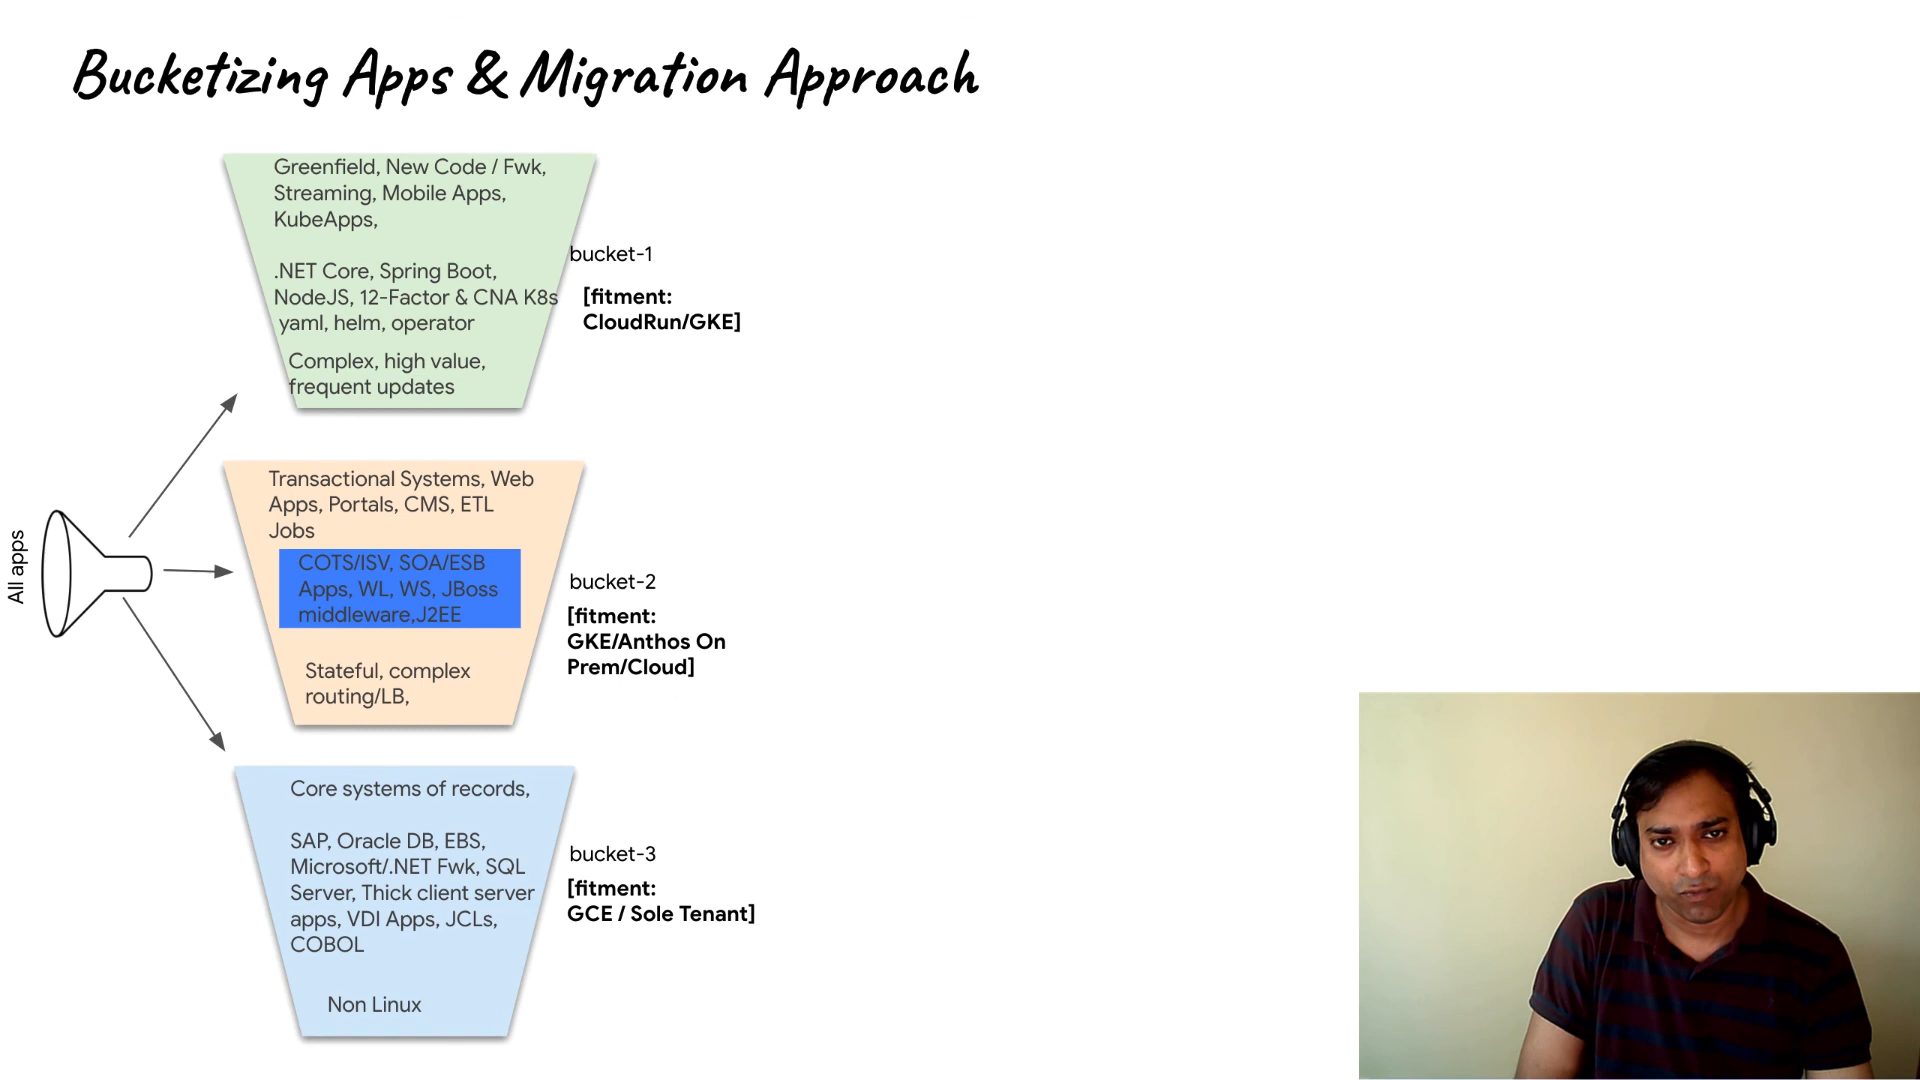 Bucketizing Apps & Migration Approach
Greenfield, New Code / Fwk,
Streaming, Mobile Apps,
KubeApps,
.NET Core, Spring Boot,
NodeJS, 12-Factor & CNA K8s
yaml, helm, operator
Complex, high value,
frequent updates
bucket-1
[fitment:
CloudRun/GKE]
All apps
Transactional Systems, Web
Apps, Portals, CMS, ETL
Jobs
COTS/ISV, SOA/ESB
Apps, WL, WS, JBoss
middleware,J2EE
Stateful, complex
routing/LB,
bucket-2
[fitment:
GKE/Anthos On
Prem/Cloud]
Core systems of records,
SAP, Oracle DB, EBS,
Microsoft/.NET Fwk, SQL
Server, Thick client server
apps, VDI Apps, JCLs,
COBOL
Non Linux
bucket-3
[fitment:
GCE / Sole Tenant]